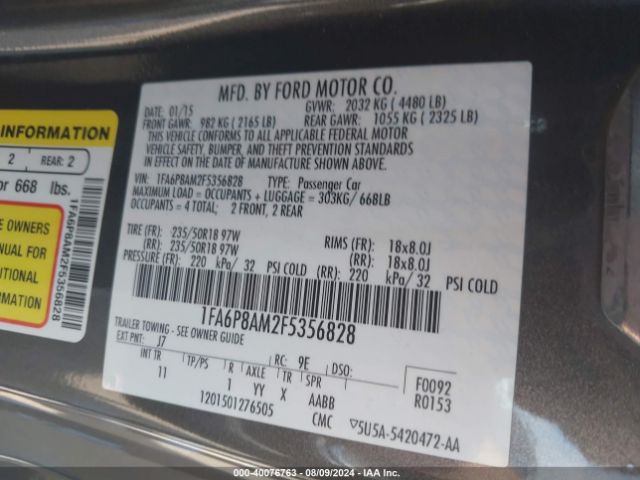 MFD. BY FORD MOTOR CO.
DATE: 01/15
GVWR: 2032 KG ( 4480 LB)
FRONT GAWR: 982 KG ( 2165 LB)
REAR GAWR: 1055 KG ( 2325 LB)
THIS VEHICLE CONFORMS TO ALL APPLICABLE FEDERAL MOTOR
VEHICLE SAFETY, BUMPER, AND THEFT PREVENTION STANDARDS
IN EFFECT ON THE DATE OF MANUFACTURE SHOWN ABOVE.
VIN: 1FA6P8AM2F5356828
TYPE: Passenger Car
MAXIMUM LOAD = OCCUPANTS + LUGGAGE = 303KG/668LB
OCCUPANTS = 4 TOTAL; 2 FRONT, 2 REAR
TIRE (FR): 235/50R18 97W
RIMS (FR): 18x8.0J
(RR): 235/50R18 97W
(RR): 18x8.0J
PRESSURE (FR): 220 kPa/32 PSI COLD
(RR): 220 kPa/32 PSI COLD
1FA6P8AM2F5356828
TRAILER TOWING - SEE OWNER GUIDE
EXT PNT: J7
RC: 9E
DSO:
INT TR
TP/PS
R
AXLE
TR
SPR
11
1
YY
X
AABB
F0092
R0153
1201501276505
CMC
5U5A-5420472-AA
INFORMATION
2
REAR: 2
or 668 lbs.
E OWNERS
NUAL FOR
ITIONAL
RMATION
1FA6P8AM2F5356828
000-40076763 - 08/09/2024 - IAA Inc.